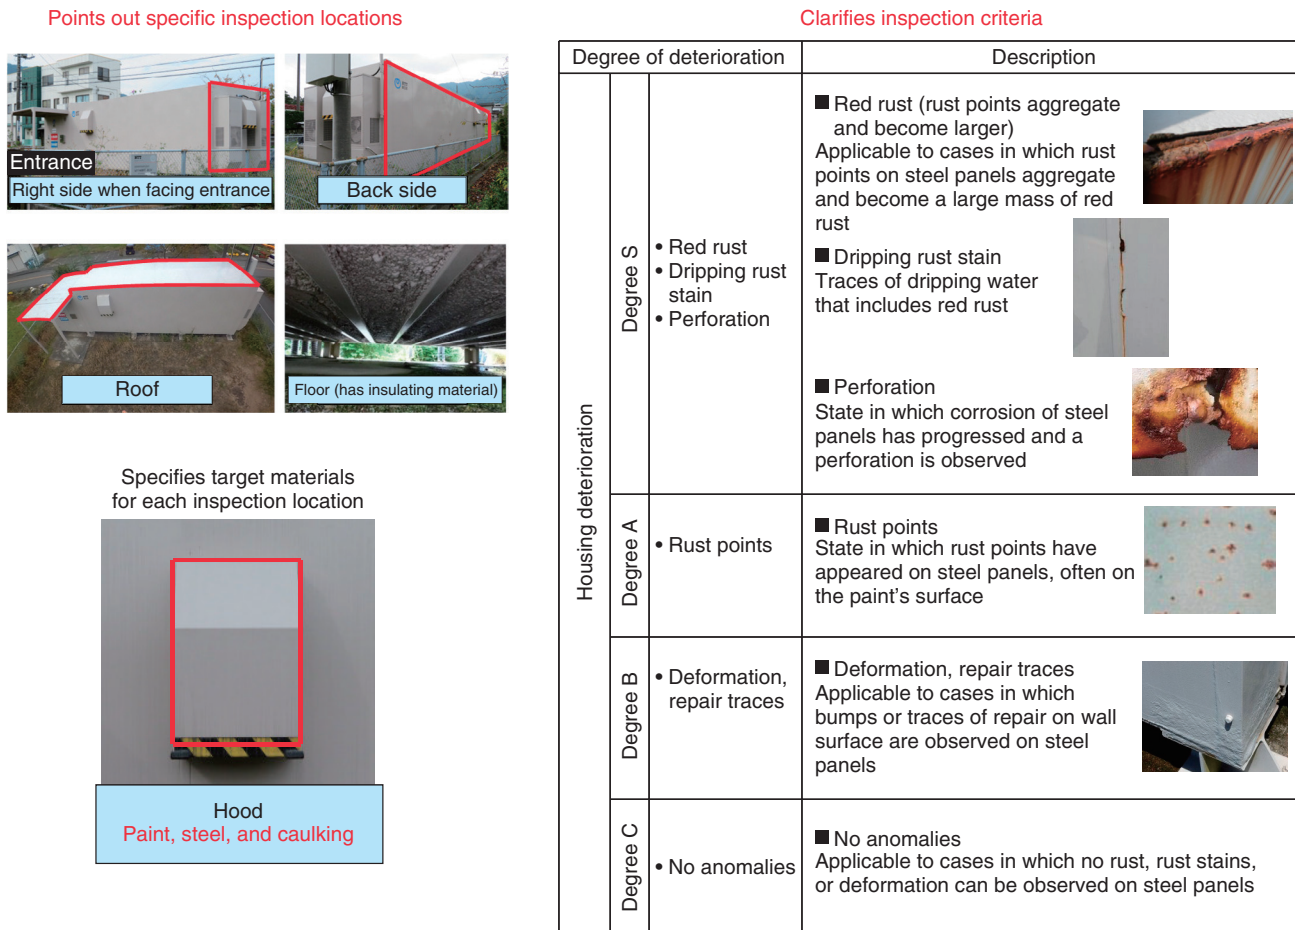 Points out specific inspection locations
Entrance
Right side when facing entrance
Back side
Roof
Floor (has insulating material)
Specifies target materials
for each inspection location
Hood
Paint, steel, and caulking
Clarifies inspection criteria
Degree of deterioration
Description
Housing deterioration
Degree S
• Red rust
• Dripping rust
stain
• Perforation
■ Red rust (rust points aggregate
and become larger)
Applicable to cases in which rust
points on steel panels aggregate
and become a large mass of red
rust
■ Dripping rust stain
Traces of dripping water
that includes red rust
■ Perforation
State in which corrosion of steel
panels has progressed and a
perforation is observed
Degree A
• Rust points
■ Rust points
State in which rust points have
appeared on steel panels, often on
the paint's surface
Degree B
• Deformation,
repair traces
■ Deformation, repair traces
Applicable to cases in which
bumps or traces of repair on wall
surface are observed on steel
panels
Degree C
• No anomalies
■ No anomalies
Applicable to cases in which no rust, rust stains,
or deformation can be observed on steel panels